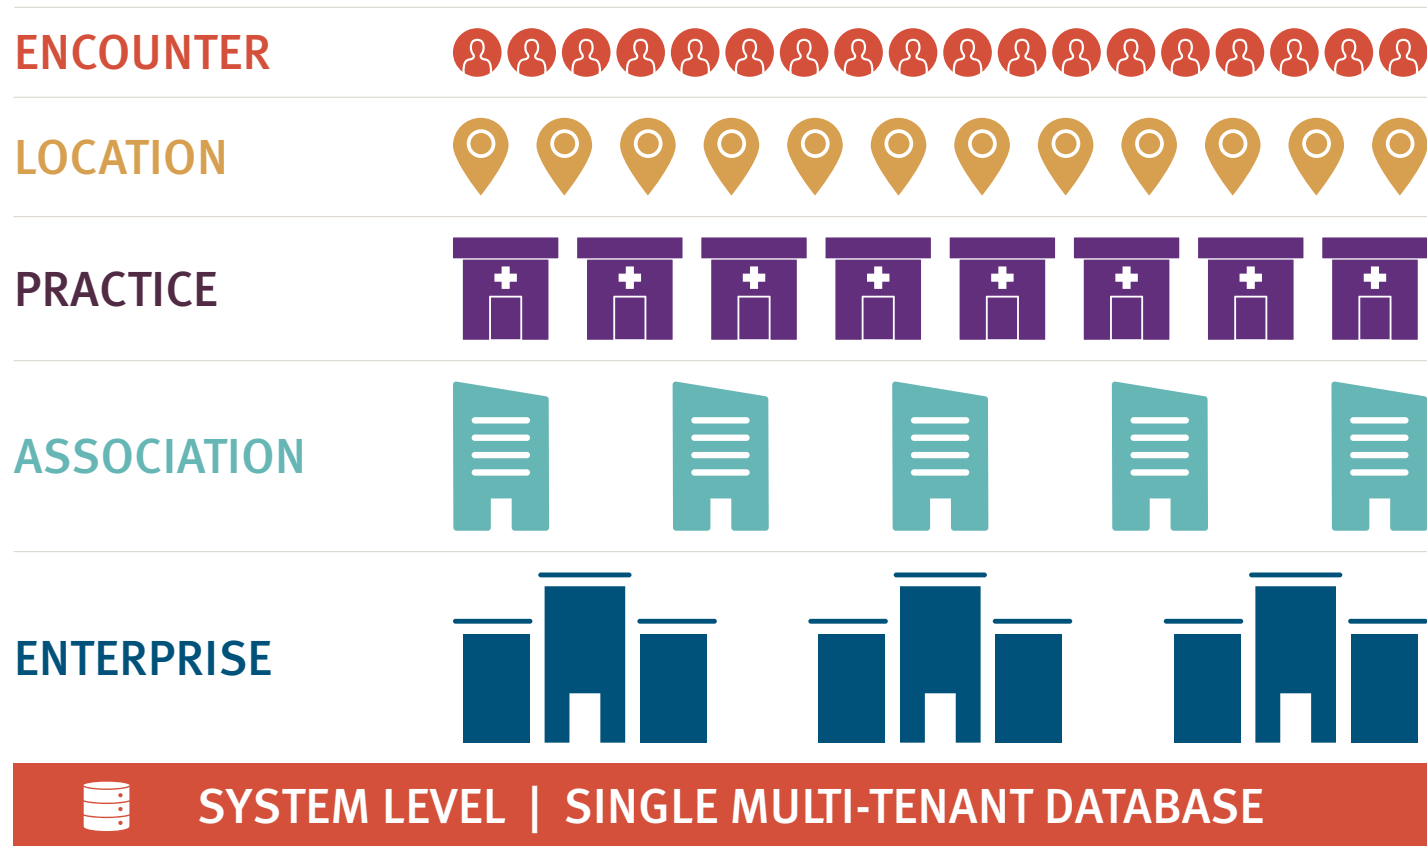 ENCOUNTER
LOCATION
PRACTICE
ASSOCIATION
ENTERPRISE
SYSTEM LEVEL | SINGLE MULTI-TENANT DATABASE